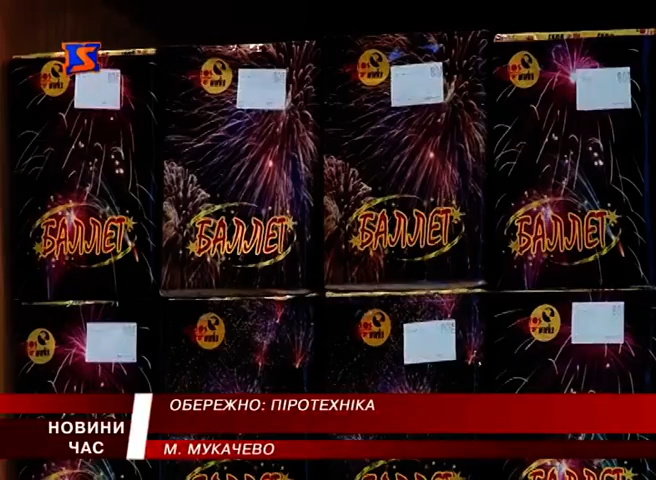 S
БАЛЛЕТ
БАЛЛЕТ
БАЛЛЕТ
БАЛЛЕТ
ОБЕРЕЖНО: ПІРОТЕХНІКА
НОВИНИ
ЧАС
М. МУКАЧЕВО